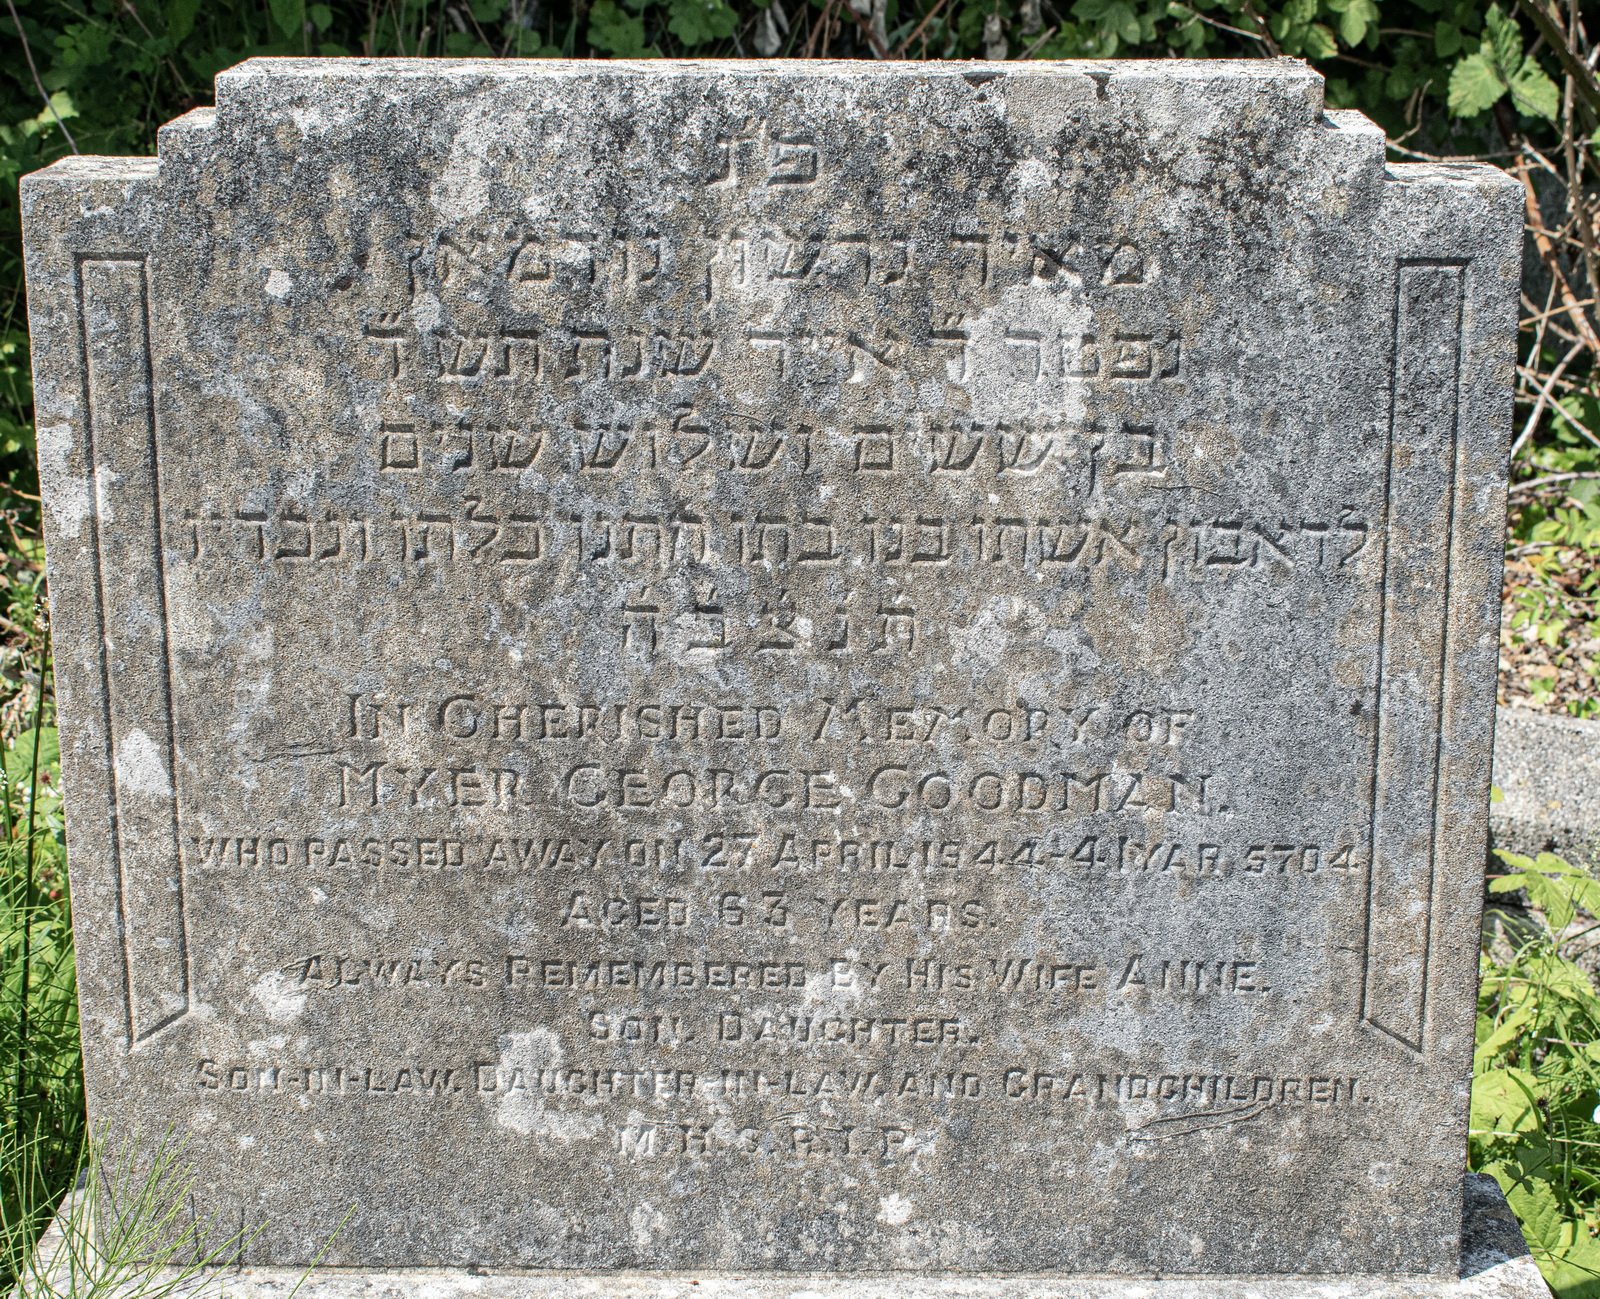 פ״נ
מאיר גרשון גודמאן
נפטר ד׳ אייר שנת תש״ד
בן ששים ושלוש שנים
לדאבון אשתו בנו בתו חתנו כלתו ונכדיו
ת׳נ׳צ׳ב׳ה׳
IN CHERISHED MEMORY OF
MYER GEORGE GOODMAN.
WHO PASSED AWAY ON 27 APRIL 1944-4 IYAR 5704
AGED 63 YEARS.
ALWAYS REMEMBERED BY HIS WIFE ANNE.
SON. DAUGHTER.
SON-IN-LAW. DAUGHTER-IN-LAW. AND GRANDCHILDREN.
M.H.S.R.I.P.